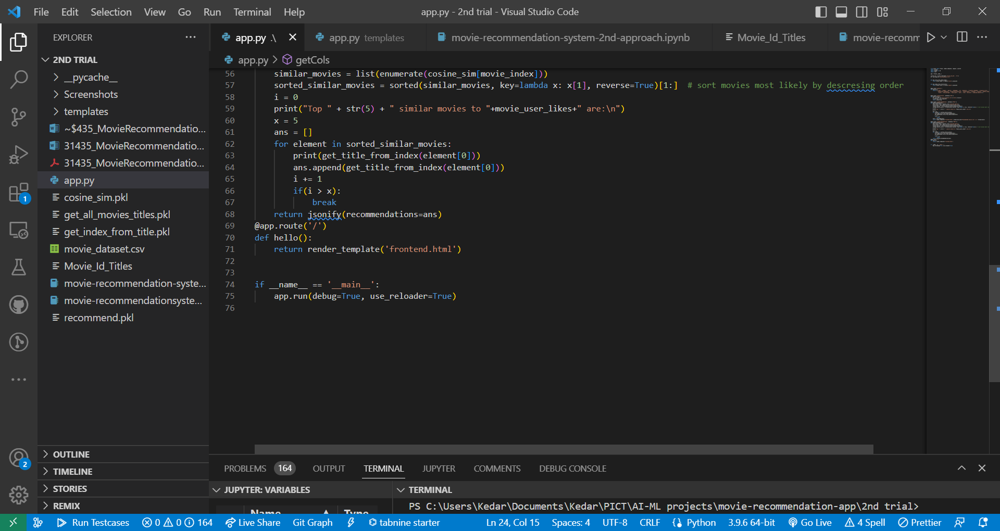 File Edit Selection View Go Run Terminal Help
app.py - 2nd trial - Visual Studio Code
EXPLORER
2ND TRIAL
__pycache__
Screenshots
templates
~$435_MovieRecommendatio...
31435_MovieRecommendatio...
31435_MovieRecommendatio...
app.py
cosine_sim.pkl
get_all_movies_titles.pkl
get_index_from_title.pkl
movie_dataset.csv
Movie_Id_Titles
movie-recommendation-syste...
movie-recommendationsyste...
recommend.pkl
OUTLINE
TIMELINE
STORIES
REMIX
1
2
app.py .\ app.py templates movie-recommendation-system-2nd-approach.ipynb Movie_Id_Titles movie-recomm
app.py > getCols
56 similar_movies = list(enumerate(cosine_sim[movie_index]))
57 sorted_similar_movies = sorted(similar_movies, key=lambda x: x[1], reverse=True)[1:] # sort movies most likely by descresing order
58 i = 0
59 print("Top " + str(5) + " similar movies to "+movie_user_likes+" are:\n")
60 x = 5
61 ans = []
62 for element in sorted_similar_movies:
63 print(get_title_from_index(element[0]))
64 ans.append(get_title_from_index(element[0]))
65 i += 1
66 if(i > x):
67 break
68 return jsonify(recommendations=ans)
69 @app.route('/')
70 def hello():
71 return render_template('frontend.html')
72
73
74 if __name__ == '__main__':
75 app.run(debug=True, use_reloader=True)
76
PROBLEMS 164 OUTPUT TERMINAL JUPYTER COMMENTS DEBUG CONSOLE
JUPYTER: VARIABLES
Name Type
TERMINAL
PS C:\Users\Kedar\Documents\Kedar\PICT\AI-ML projects\movie-recommendation-app\2nd trial>
Run Testcases 0 0 164 Live Share Git Graph tabnine starter Ln 24, Col 15 Spaces: 4 UTF-8 CRLF Python 3.9.6 64-bit Go Live 4 Spell Prettier